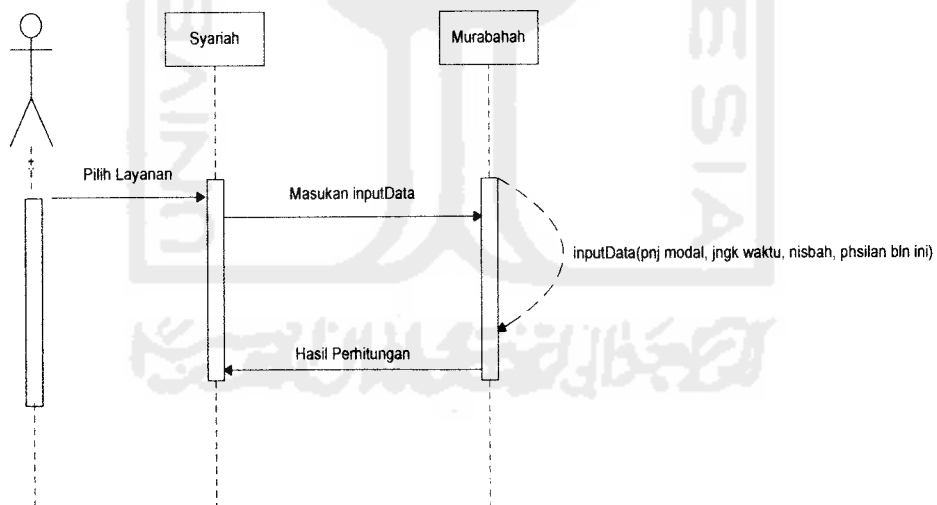 Syariah
Murabahah
Pilih Layanan
Masukan inputData
inputData(pnj modal, jngk waktu, nisbah, phsilan bln ini)
Hasil Perhitungan